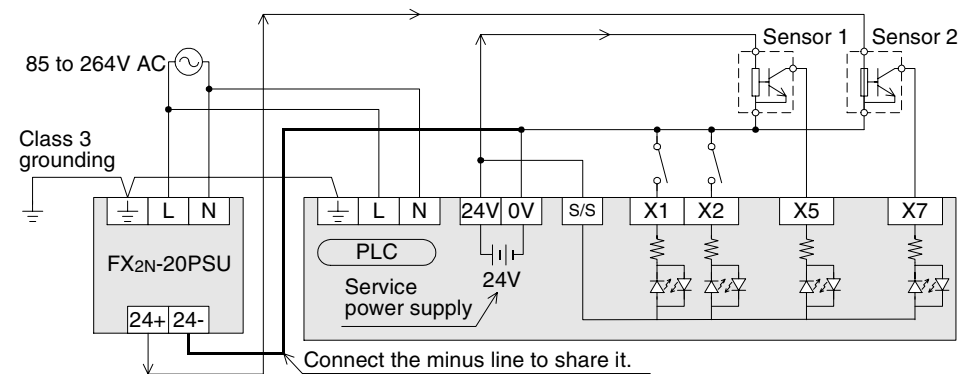 Sensor 1 Sensor 2
85 to 264V AC
Class 3
grounding
L N
L N 24V 0V S/S X1 X2 X5 X7
FX2N-20PSU
PLC
24V
Service
power supply
24+ 24-
Connect the minus line to share it.